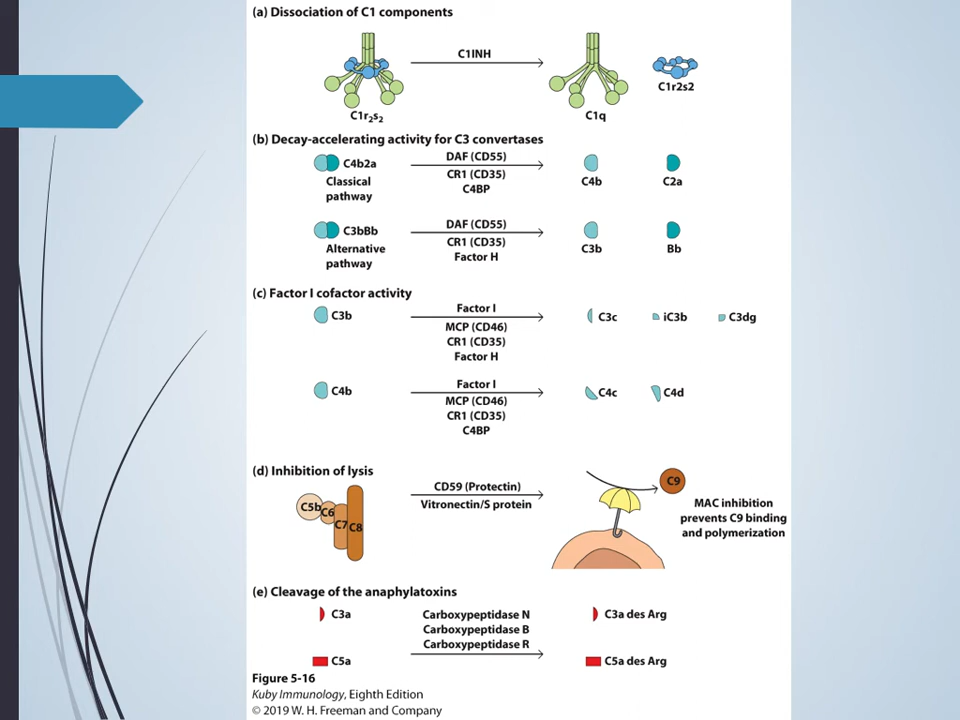 (a) Dissociation of C1 components
C1INH
C1r2s2
C1r₂s₂
C1q
(b) Decay-accelerating activity for C3 convertases
C4b2a
Classical
pathway
DAF (CD55)
CR1 (CD35)
C4BP
C4b
C2a
C3bBb
Alternative
pathway
DAF (CD55)
CR1 (CD35)
Factor H
C3b
Bb
(c) Factor I cofactor activity
C3b
Factor I
MCP (CD46)
CR1 (CD35)
Factor H
C3c
iC3b
C3dg
C4b
Factor I
MCP (CD46)
CR1 (CD35)
C4BP
C4c
C4d
(d) Inhibition of lysis
C5b
C6
C7
C8
CD59 (Protectin)
Vitronectin/S protein
C9
MAC inhibition
prevents C9 binding
and polymerization
(e) Cleavage of the anaphylatoxins
C3a
Carboxypeptidase N
Carboxypeptidase B
Carboxypeptidase R
C3a des Arg
C5a
C5a des Arg
Figure 5-16
Kuby Immunology, Eighth Edition
© 2019 W. H. Freeman and Company